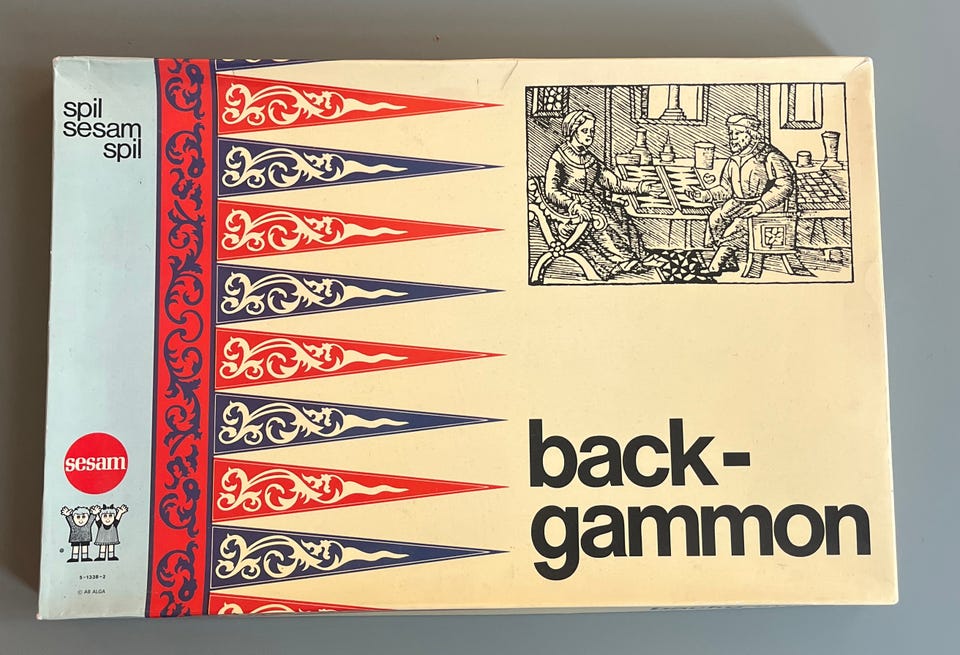 spil
sesam
spil
sesam
5-1338-2
© AB ALGA
back-
gammon